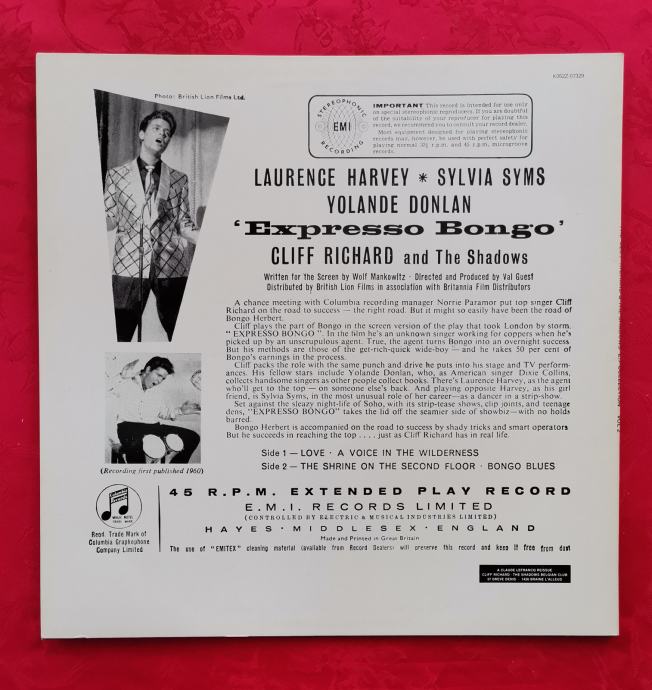 K052Z-07329
Photo: British Lion Films Ltd.
STEREOPHONIC
EMI
RECORDING
IMPORTANT This record is intended for use only
on special stereophonic reproducers. If you are doubtful
of the suitability of your reproducer for playing this
record, we recommend you to consult your record dealer.
Most equipment designed for playing stereophonic
records may, however, be used with perfect safety for
playing normal 33⅓ r.p.m. and 45 r.p.m. microgroove
records.
LAURENCE HARVEY * SYLVIA SYMS
YOLANDE DONLAN
‘Expresso Bongo’
CLIFF RICHARD and The Shadows
Written for the Screen by Wolf Mankowitz · Directed and Produced by Val Guest
Distributed by British Lion Films in association with Britannia Film Distributors
A chance meeting with Columbia recording manager Norrie Paramor put top singer Cliff
Richard on the road to success — the right road. But it might so easily have been the road of
Bongo Herbert.
Cliff plays the part of Bongo in the screen version of the play that took London by storm,
“ EXPRESSO BONGO ”. In the film he's an unknown singer working for coppers when he's
picked up by an unscrupulous agent. True, the agent turns Bongo into an overnight success
But his methods are those of the get-rich-quick wide-boy — and he takes 50 per cent of
Bongo's earnings in the process.
Cliff packs the role with the same punch and drive he puts into his stage and TV perform-
ances. His fellow stars include Yolande Donlan, who, as American singer Dixie Collins,
collects handsome singers as other people collect books. There's Laurence Harvey, as the agent
who'll get to the top — on someone else's back. And playing opposite Harvey, as his girl
friend, is Sylvia Syms, in the most unusual role of her career—as a dancer in a strip-show.
Set against the sleazy night-life of Soho, with its strip-tease shows, clip joints, and teenage
dens, "EXPRESSO BONGO" takes the lid off the seamier side of showbiz—with no holds
barred.
Bongo Herbert is accompanied on the road to success by shady tricks and smart operators
But he succeeds in reaching the top . . . . just as Cliff Richard has in real life.
(Recording first published 1960)
Side 1 — LOVE · A VOICE IN THE WILDERNESS
Side 2 — THE SHRINE ON THE SECOND FLOOR · BONGO BLUES
Regd. Trade Mark of
Columbia Graphophone
Company Limited
45 R.P.M. EXTENDED PLAY RECORD
E.M.I. RECORDS LIMITED
(CONTROLLED BY ELECTRIC & MUSICAL INDUSTRIES LIMITED)
HAYES · MIDDLESEX · ENGLAND
Made and Printed in Great Britain
The use of "EMITEX" cleaning material (available from Record Dealers) will preserve this record and keep it free from dust
A CLAUDE LEFRANCQ REISSUE
CLIFF RICHARD THE SHADOWS BELGIAN CLUB